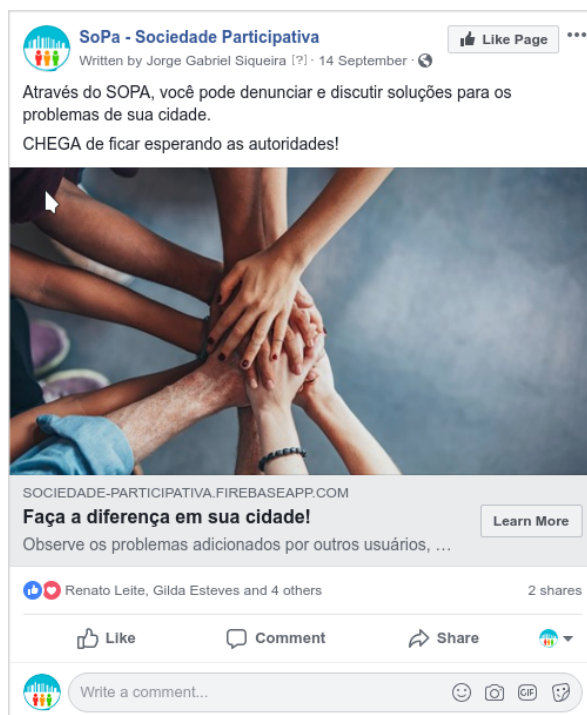 SoPa - Sociedade Participativa
Like Page
Written by Jorge Gabriel Siqueira [?] · 14 September ·
Através do SOPA, você pode denunciar e discutir soluções para os
problemas de sua cidade.
CHEGA de ficar esperando as autoridades!
SOCIEDADE-PARTICIPATIVA.FIREBASEAPP.COM
Faça a diferença em sua cidade!
Learn More
Observe os problemas adicionados por outros usuários, ...
Renato Leite, Gilda Esteves and 4 others
2 shares
Like
Comment
Share
Write a comment...
GIF